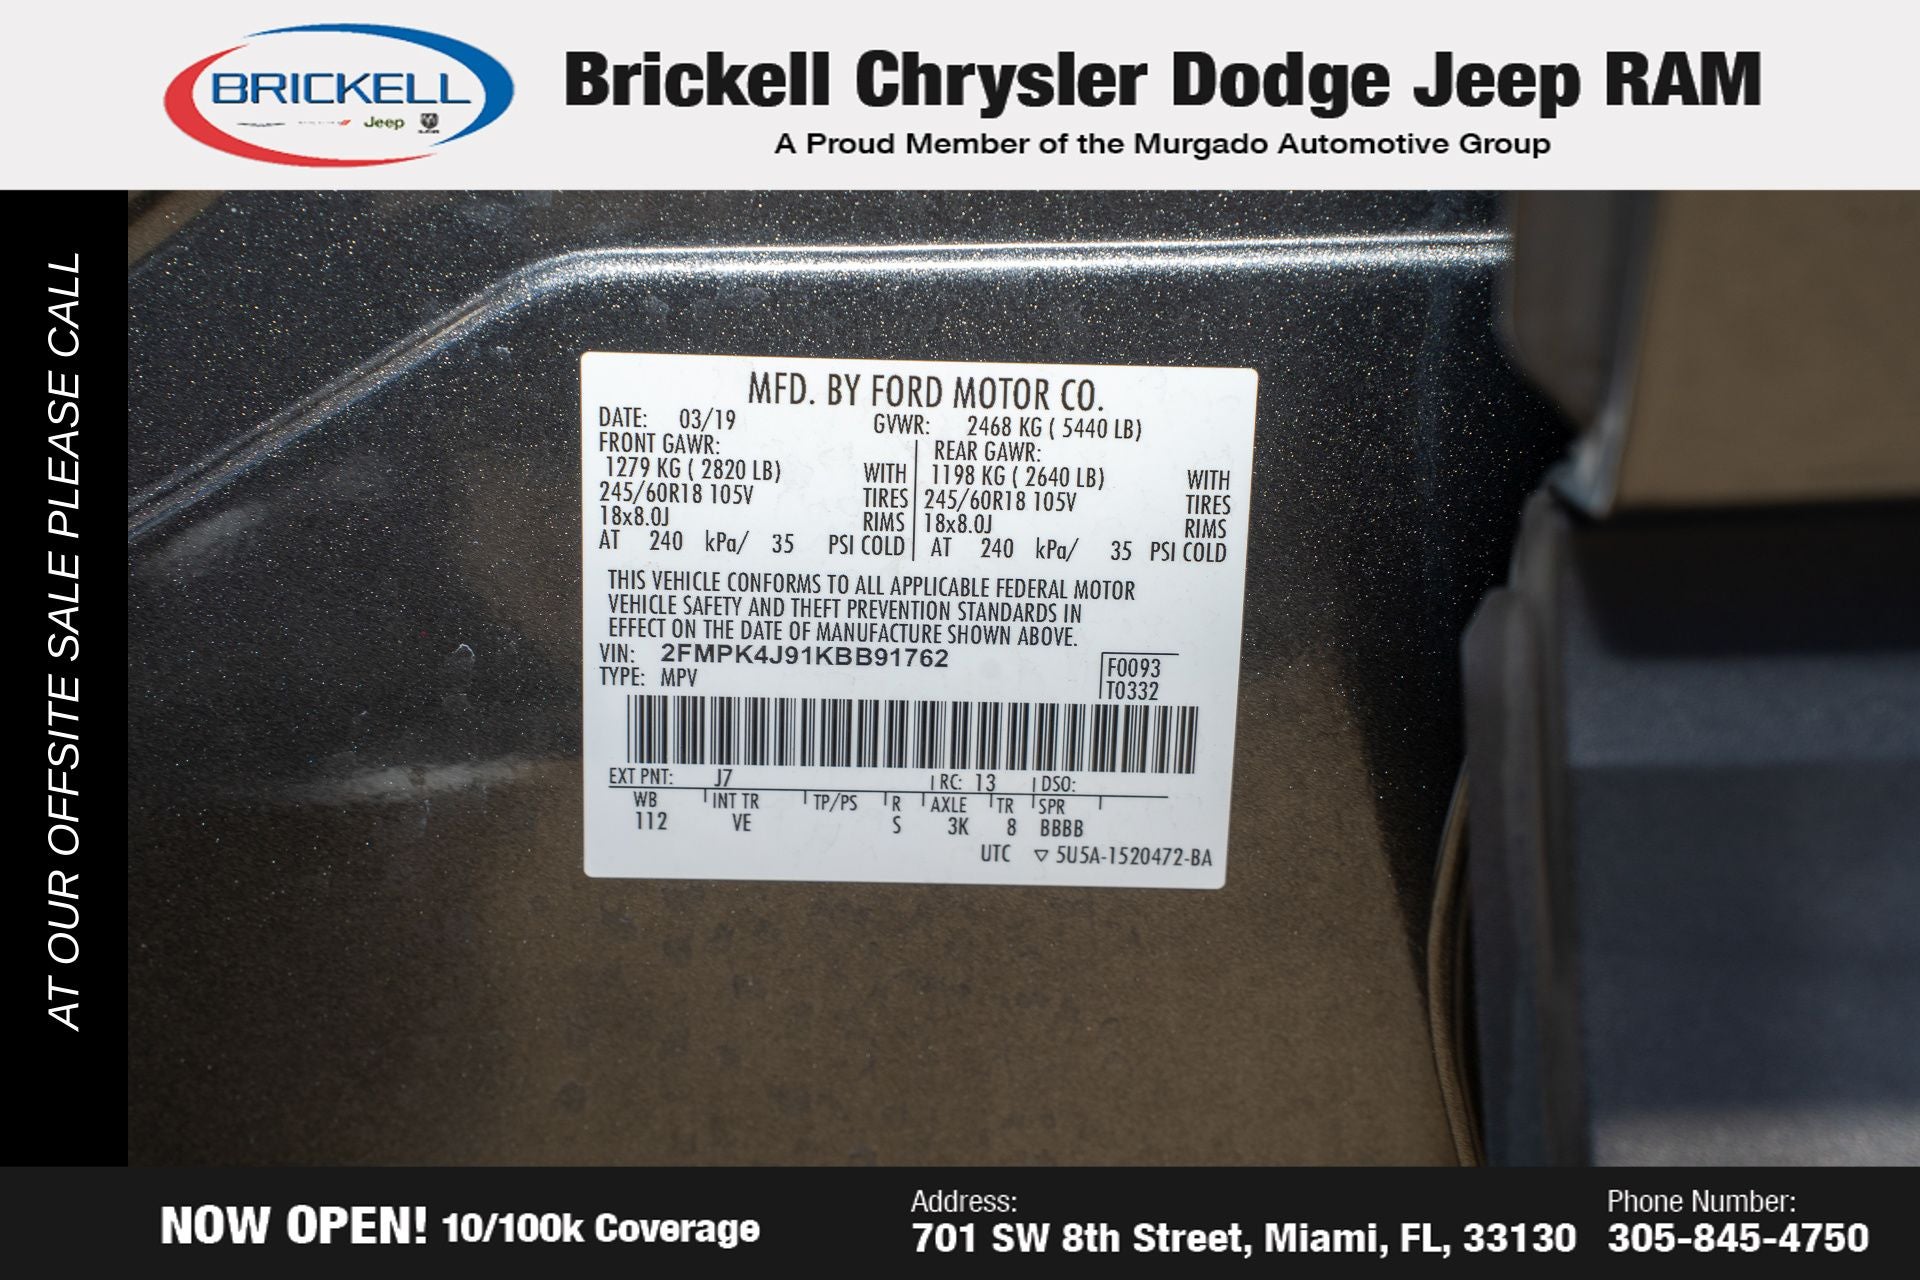 BRICKELL
Jeep
Brickell Chrysler Dodge Jeep RAM
A Proud Member of the Murgado Automotive Group
AT OUR OFFSITE SALE PLEASE CALL
MFD. BY FORD MOTOR CO.
DATE: 03/19 GVWR: 2468 KG ( 5440 LB)
FRONT GAWR: REAR GAWR:
1279 KG ( 2820 LB) WITH 1198 KG ( 2640 LB) WITH
245/60R18 105V TIRES 245/60R18 105V TIRES
18x8.0J RIMS 18x8.0J RIMS
AT 240 kPa/ 35 PSI COLD AT 240 kPa/ 35 PSI COLD
THIS VEHICLE CONFORMS TO ALL APPLICABLE FEDERAL MOTOR
VEHICLE SAFETY AND THEFT PREVENTION STANDARDS IN
EFFECT ON THE DATE OF MANUFACTURE SHOWN ABOVE.
VIN: 2FMPK4J91KBB91762 F0093
TYPE: MPV T0332
EXT PNT: J7 RC: 13 DSO:
WB INT TR TP/PS R AXLE TR SPR
112 VE S 3K 8 BBBB
UTC ▽ 5U5A-1520472-BA
NOW OPEN! 10/100k Coverage
Address:
701 SW 8th Street, Miami, FL, 33130
Phone Number:
305-845-4750